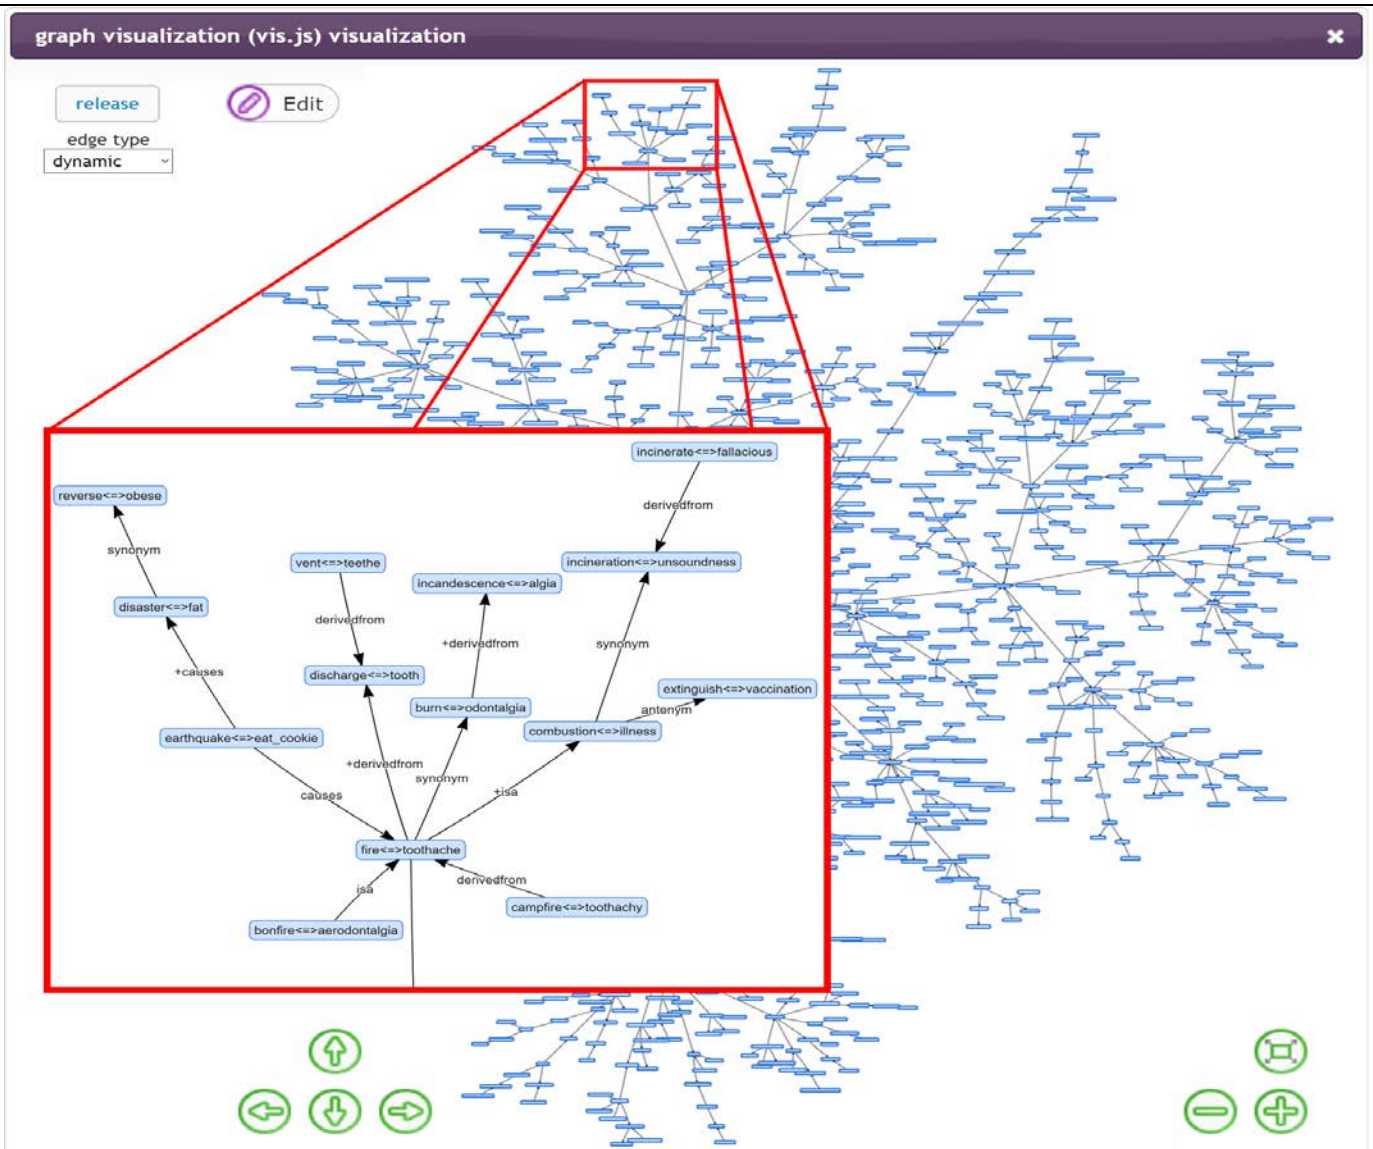 graph visualization (vis.js) visualization
release
Edit
edge type
dynamic
incinerate<=>fallacious
reverse<=>obese
derivedfrom
synonym
vent<=>teethe
incineration<=>unsoundness
incandescence<=>algia
disaster<=>fat
derivedfrom
+derivedfrom
synonym
+causes
discharge<=>tooth
extinguish<=>vaccination
burn<=>odontalgia
antenym
earthquake<=>eat_cookie
combustion<=>illness
+derivedfrom
synonym
causes
+isa
fire<=>toothache
isa
derivedfrom
campfire<=>toothachy
bonfire<=>aerodontalgia